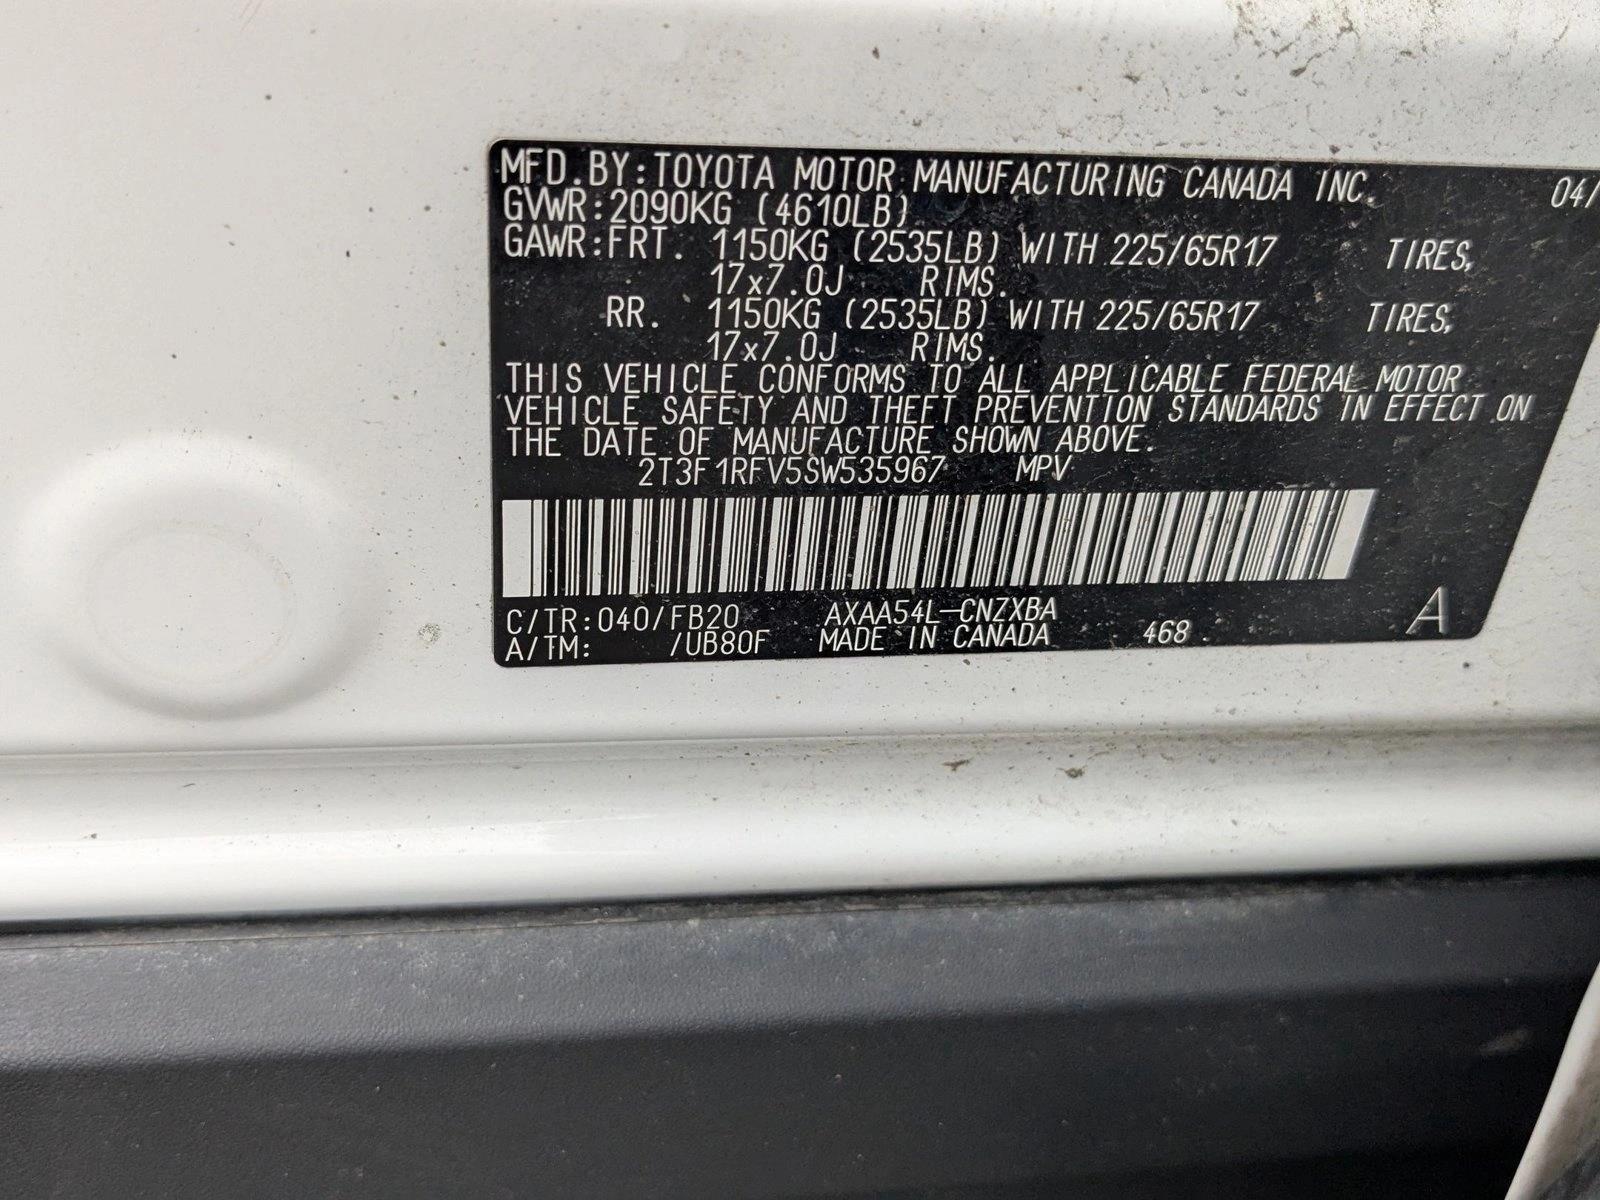 MFD.BY:TOYOTA MOTOR MANUFACTURING CANADA INC. 04/
GVWR:2090KG (4610LB)
GAWR:FRT. 1150KG (2535LB) WITH 225/65R17 TIRES,
17x7.0J RIMS.
RR. 1150KG (2535LB) WITH 225/65R17 TIRES,
17x7.0J RIMS.
THIS VEHICLE CONFORMS TO ALL APPLICABLE FEDERAL MOTOR
VEHICLE SAFETY AND THEFT PREVENTION STANDARDS IN EFFECT ON
THE DATE OF MANUFACTURE SHOWN ABOVE.
2T3F1RFV5SW535967 MPV
C/TR:040/FB20 AXAA54L-CNZXBA
A/TM: /UB80F MADE IN CANADA 468 A